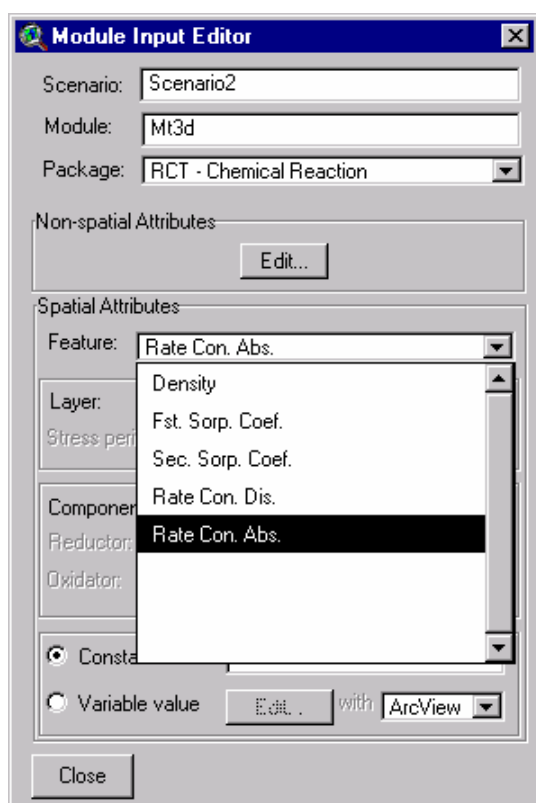 Module Input Editor
Scenario: Scenario2
Module: Mt3d
Package: RCT - Chemical Reaction
Non-spatial Attributes
Edit...
Spatial Attributes
Feature: Rate Con. Abs.
Density
Layer:
Fst. Sorp. Coef.
Stress peri
Sec. Sorp. Coef.
Rate Con. Dis.
Componen
Rate Con. Abs.
Reductor:
Oxidator:
Consta
Variable value Edit... with ArcView
Close